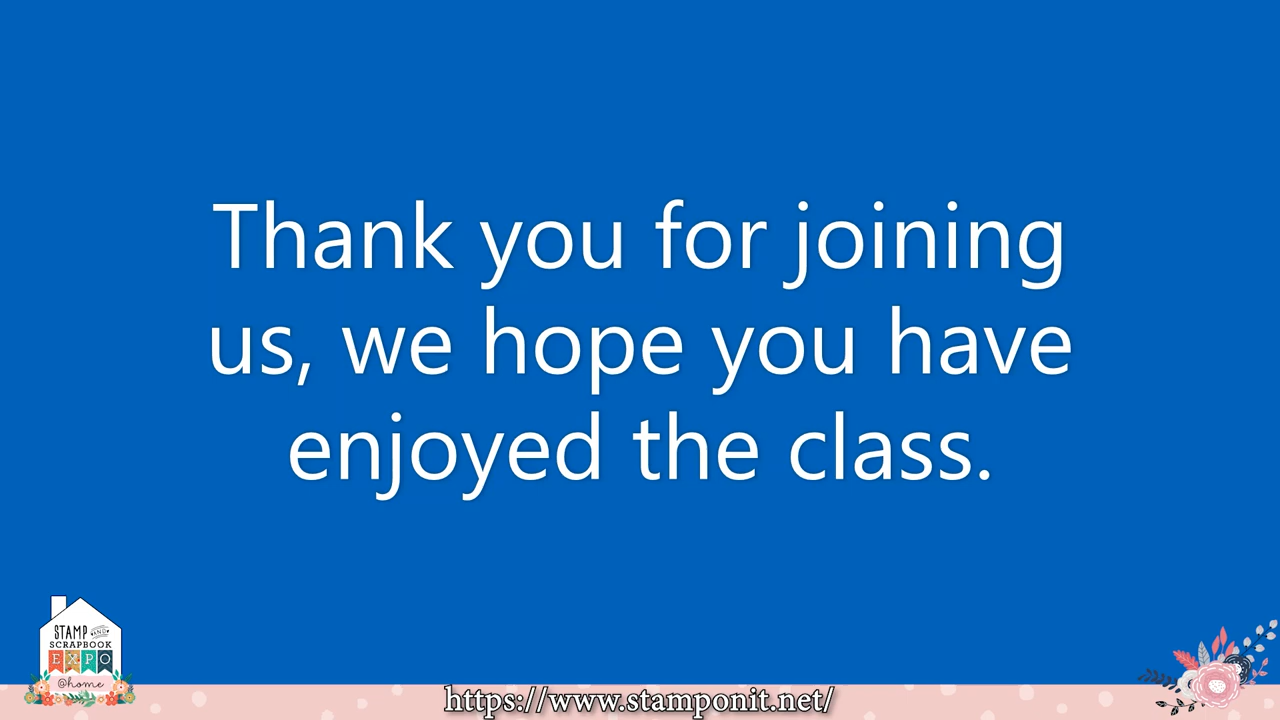 Thank you for joining
us, we hope you have
enjoyed the class.
STAMP AND
SCRAPBOOK
EXPO
@home
https://www.stamponit.net/